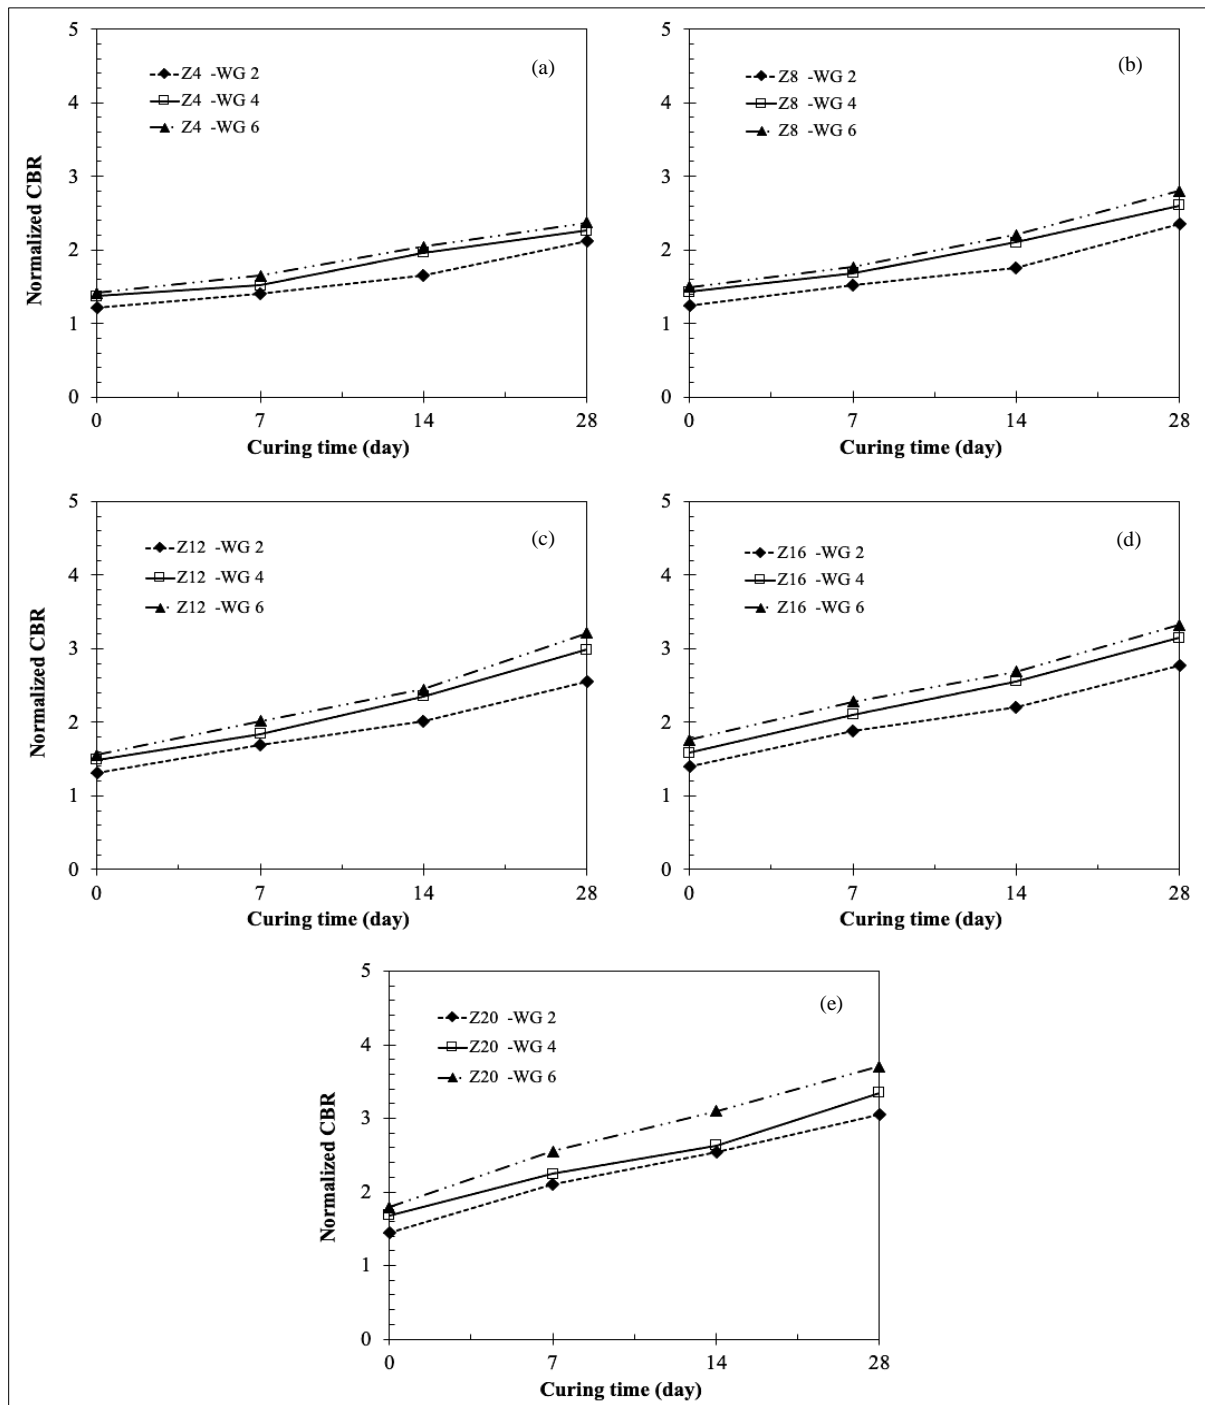 (a)
Z4 -WG 2
Z4 -WG 4
Z4 -WG 6
Normalized CBR
5
4
3
2
1
0
0 7 14 28
Curing time (day)
(b)
Z8 -WG 2
Z8 -WG 4
Z8 -WG 6
5
4
3
2
1
0
0 7 14 28
Curing time (day)
(c)
Z12 -WG 2
Z12 -WG 4
Z12 -WG 6
Normalized CBR
5
4
3
2
1
0
0 7 14 28
Curing time (day)
(d)
Z16 -WG 2
Z16 -WG 4
Z16 -WG 6
5
4
3
2
1
0
0 7 14 28
Curing time (day)
(e)
Z20 -WG 2
Z20 -WG 4
Z20 -WG 6
Normalized CBR
5
4
3
2
1
0
0 7 14 28
Curing time (day)